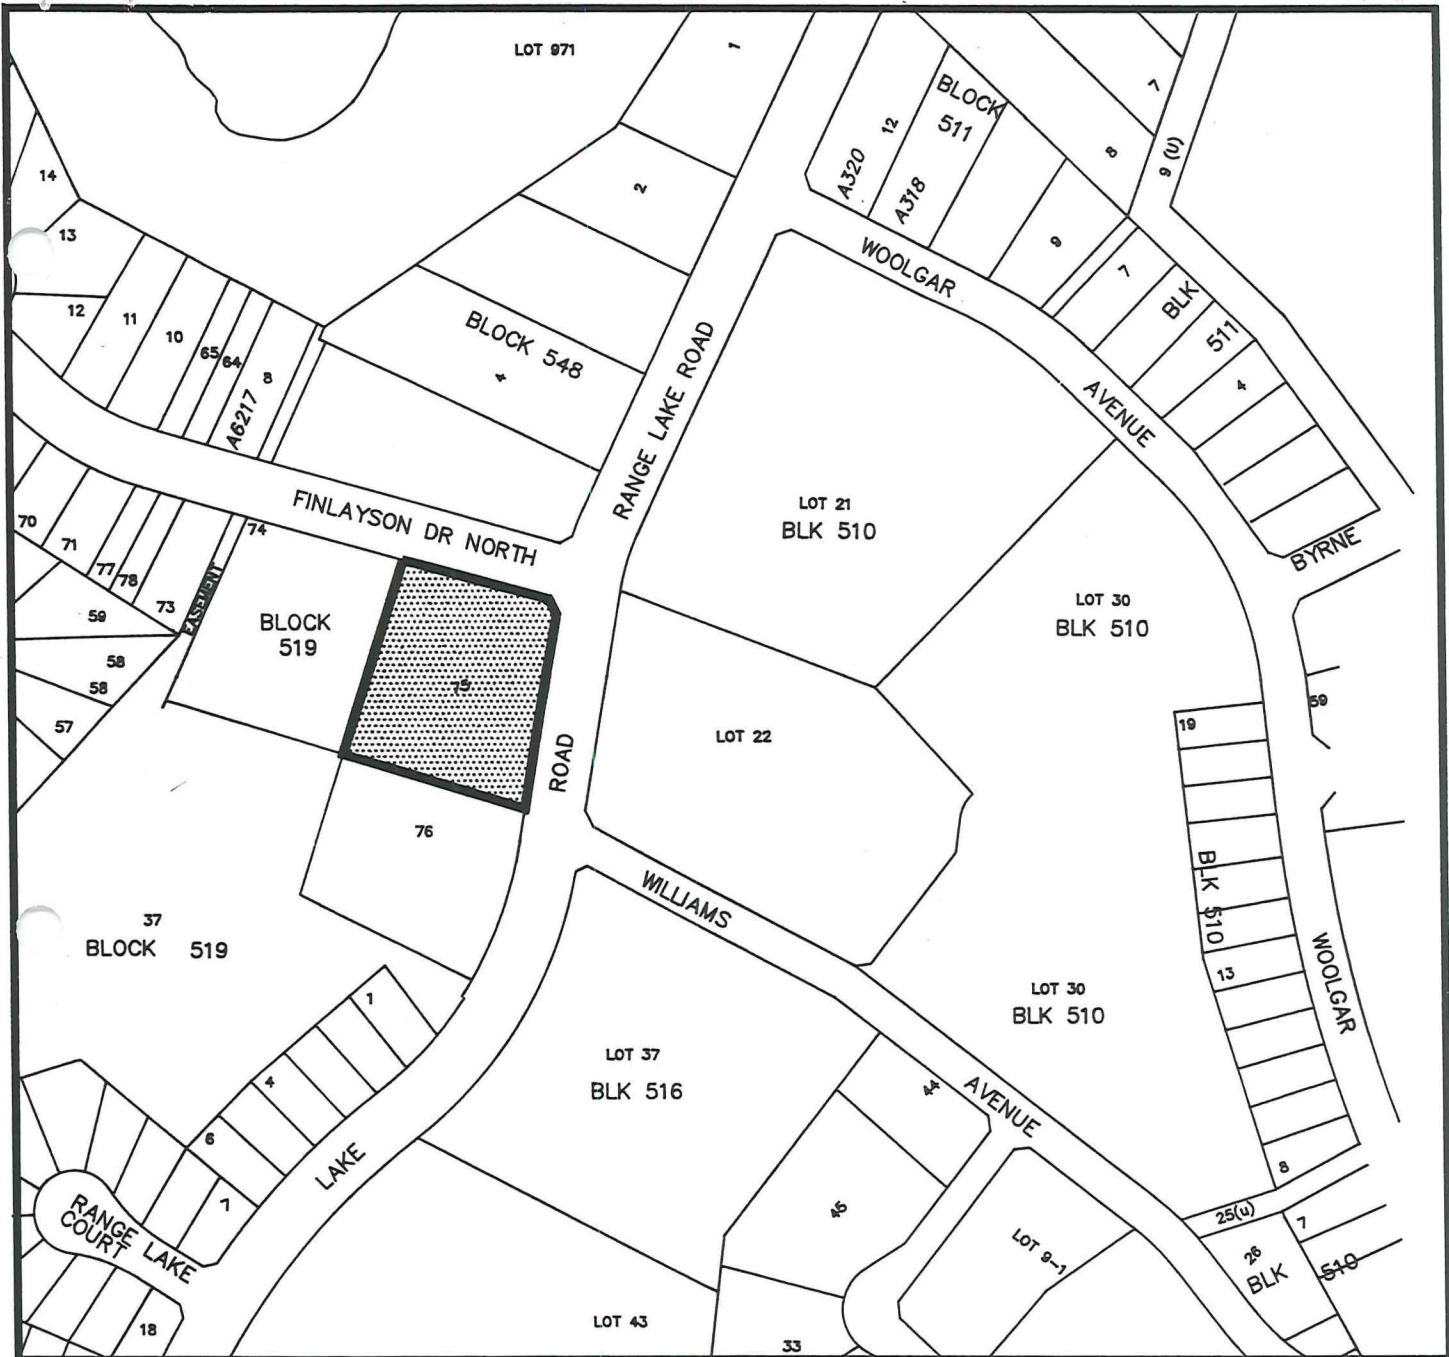 LOT 971
1
2
BLOCK 548
4
14
13
12
11
10
65
64
A6217
8
A320
12
BLOCK
511
A318
7
8
9 (U)
9
7
BLK
511
4
WOOLGAR
AVENUE
BYRNE
RANGE LAKE ROAD
FINLAYSON DR NORTH
LOT 21
BLK 510
LOT 30
BLK 510
70
71
77
78
73
74
EASEMENT
59
58
58
57
BLOCK
519
75
76
ROAD
LOT 22
59
19
BLK 510
13
8
WOOLGAR
WILLIAMS
AVENUE
37
BLOCK 519
LOT 30
BLK 510
LOT 37
BLK 516
1
4
6
7
LAKE
RANGE LAKE
COURT
18
44
45
LOT 9-1
25(u)
26
BLK
7
510
LOT 43
33